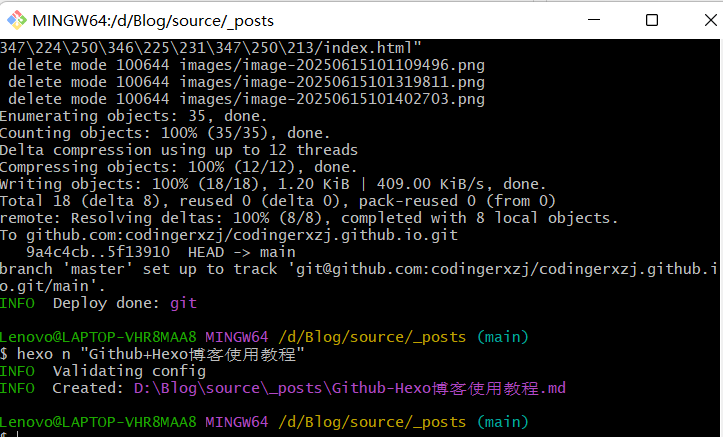 MINGW64:/d/Blog/source/_posts
347\224\250\346\225\231\347\250\213/index.html"
delete mode 100644 images/image-20250615101109496.png
delete mode 100644 images/image-20250615101319811.png
delete mode 100644 images/image-20250615101402703.png
Enumerating objects: 35, done.
Counting objects: 100% (35/35), done.
Delta compression using up to 12 threads
Compressing objects: 100% (12/12), done.
Writing objects: 100% (18/18), 1.20 KiB | 409.00 KiB/s, done.
Total 18 (delta 8), reused 0 (delta 0), pack-reused 0 (from 0)
remote: Resolving deltas: 100% (8/8), completed with 8 local objects.
To github.com:codingerxzj/codingerxzj.github.io.git
9a4c4cb..5f13910  HEAD -> main
branch 'master' set up to track 'git@github.com:codingerxzj/codingerxzj.github.i
o.git/main'.
INFO  Deploy done: git
Lenovo@LAPTOP-VHR8MAA8 MINGW64 /d/Blog/source/_posts (main)
$ hexo n "Github+Hexo博客使用教程"
INFO  Validating config
INFO  Created: D:\Blog\source\_posts\Github-Hexo博客使用教程.md
Lenovo@LAPTOP-VHR8MAA8 MINGW64 /d/Blog/source/_posts (main)
$